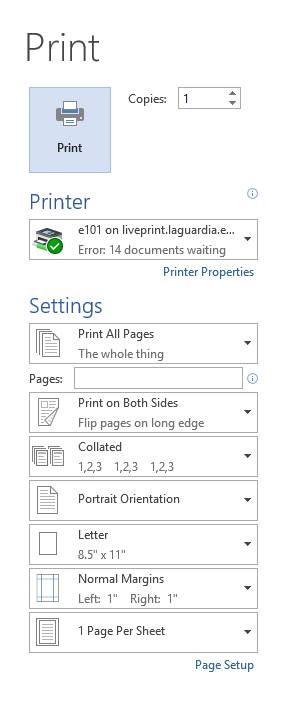 Print
Copies: 1
Print
Printer
e101 on liveprint.laguardia.e...
Error: 14 documents waiting
Printer Properties
Settings
Print All Pages
The whole thing
Pages:
Print on Both Sides
Flip pages on long edge
Collated
1,2,3 1,2,3 1,2,3
Portrait Orientation
Letter
8.5" x 11"
Normal Margins
Left: 1" Right: 1"
1 Page Per Sheet
Page Setup